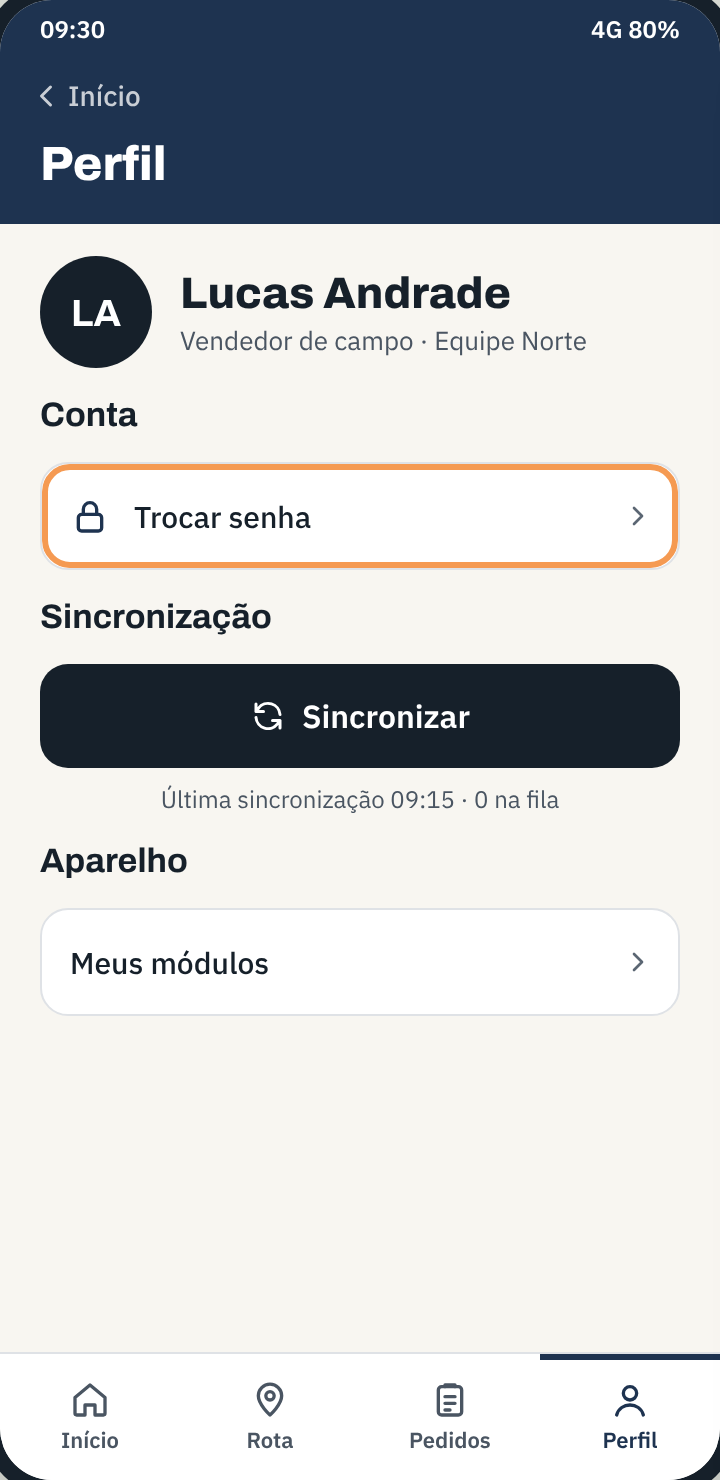 09:30
4G 80%
Início
Perfil
LA
Lucas Andrade
Vendedor de campo · Equipe Norte
Conta
Trocar senha
Sincronização
Sincronizar
Última sincronização 09:15 · 0 na fila
Aparelho
Meus módulos
Início
Rota
Pedidos
Perfil